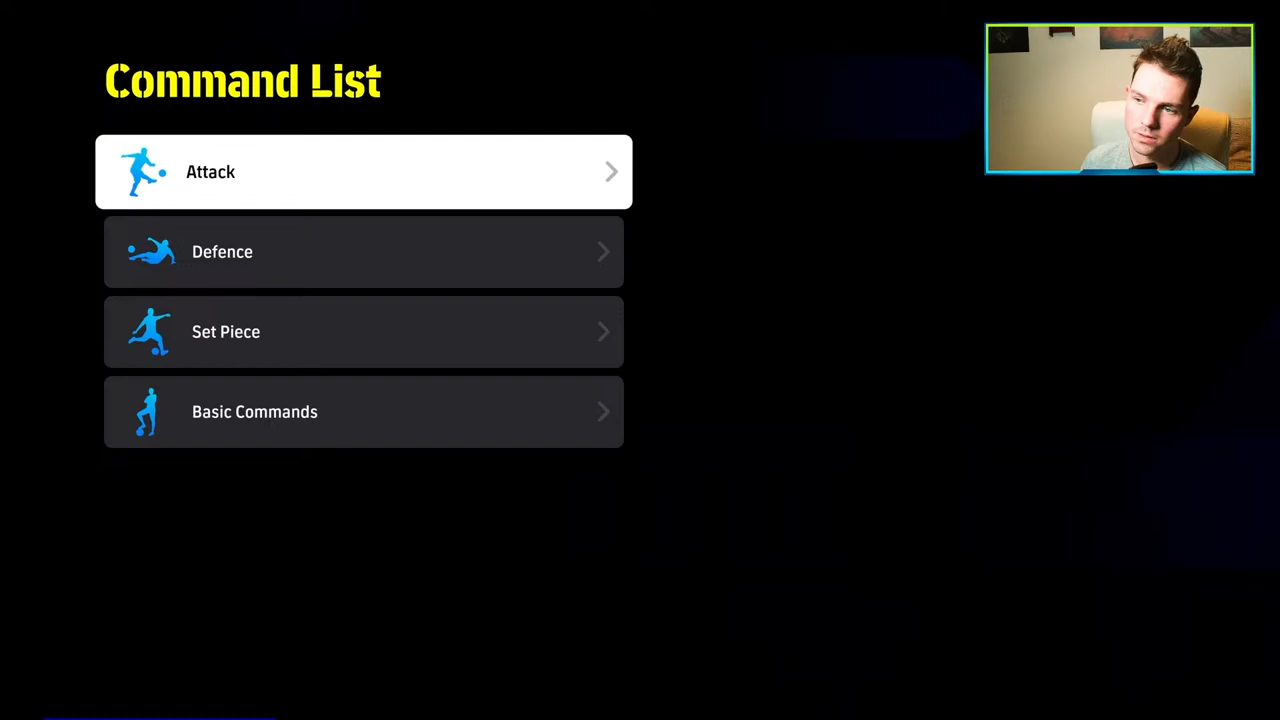 Command List
Attack
Defence
Set Piece
Basic Commands